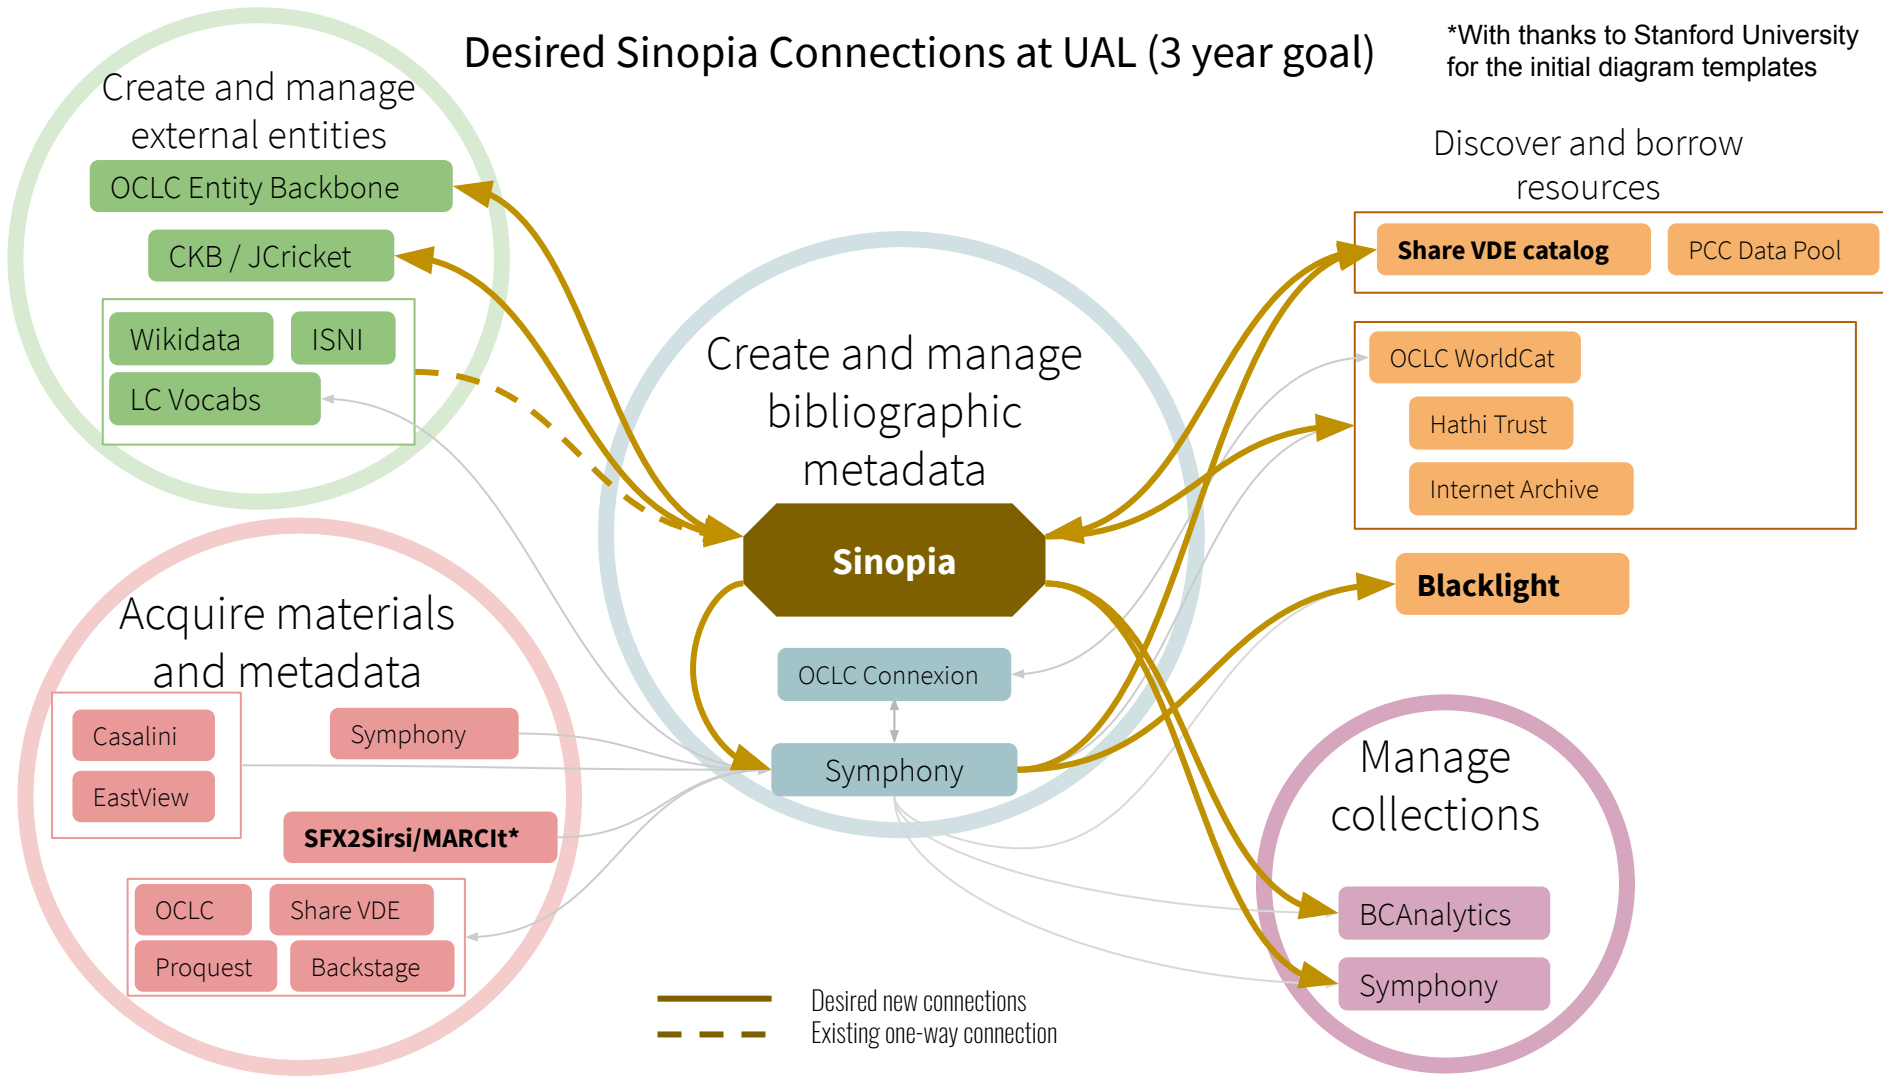 Desired Sinopia Connections at UAL (3 year goal)
*With thanks to Stanford University
for the initial diagram templates
Create and manage
external entities
OCLC Entity Backbone
CKB / JCricket
Wikidata
ISNI
LC Vocabs
Acquire materials
and metadata
Casalini
Symphony
EastView
SFX2Sirsi/MARCIt*
OCLC
Share VDE
Proquest
Backstage
Create and manage
bibliographic
metadata
Sinopia
OCLC Connexion
Symphony
Discover and borrow
resources
Share VDE catalog
PCC Data Pool
OCLC WorldCat
Hathi Trust
Internet Archive
Blacklight
Manage
collections
BCAnalytics
Symphony
Desired new connections
Existing one-way connection